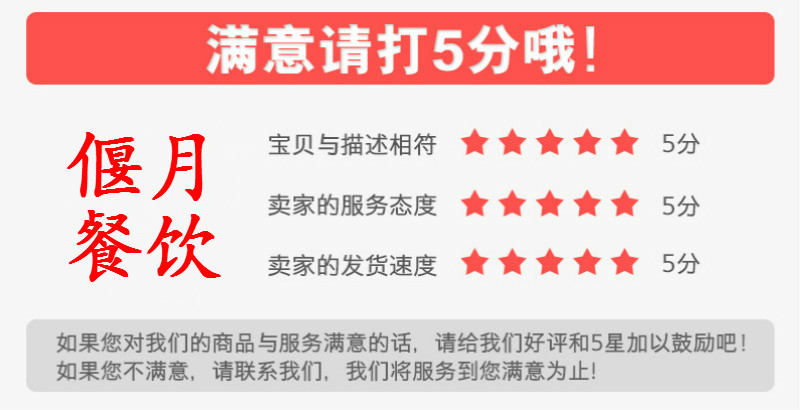 满意请打5分哦！
偃月
餐饮
宝贝与描述相符 5分
卖家的服务态度 5分
卖家的发货速度 5分
如果您对我们的商品与服务满意的话，请给我们好评和5星加以鼓励吧！
如果您不满意，请联系我们，我们将服务到您满意为止!